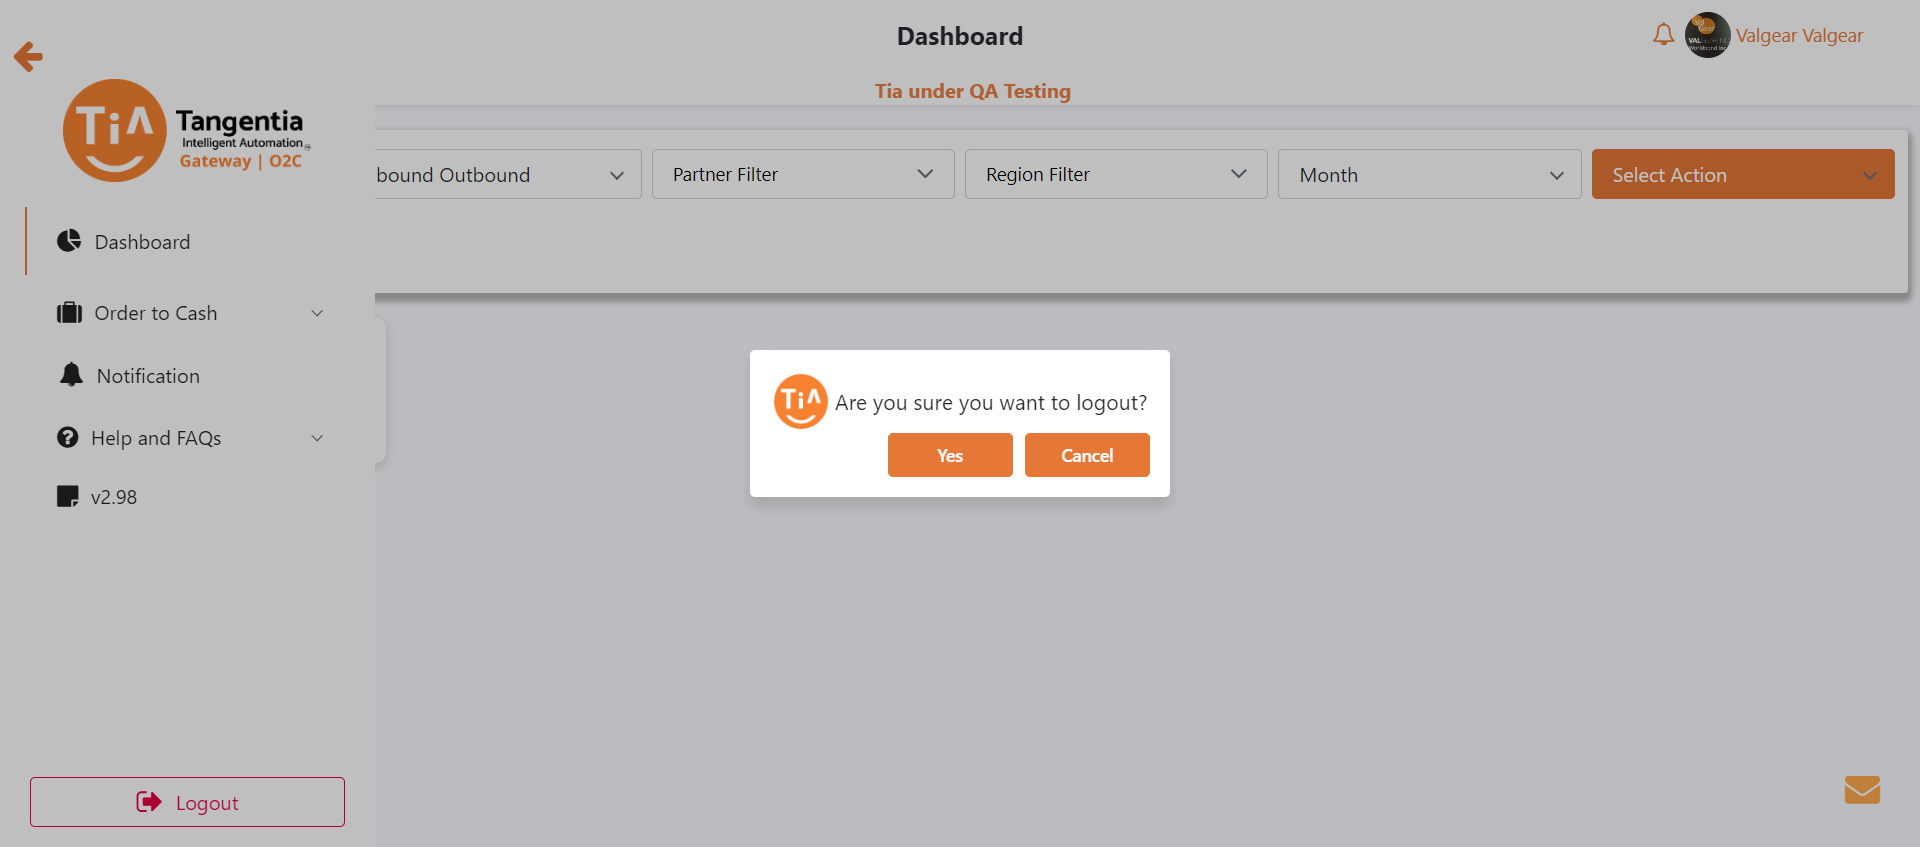 Dashboard
Valgear Valgear
Tia under QA Testing
TiA
Tangentia
Intelligent Automation
Gateway | O2C
bound Outbound
Partner Filter
Region Filter
Month
Select Action
Dashboard
Order to Cash
Notification
Help and FAQs
v2.98
TiA
Are you sure you want to logout?
Yes
Cancel
Logout